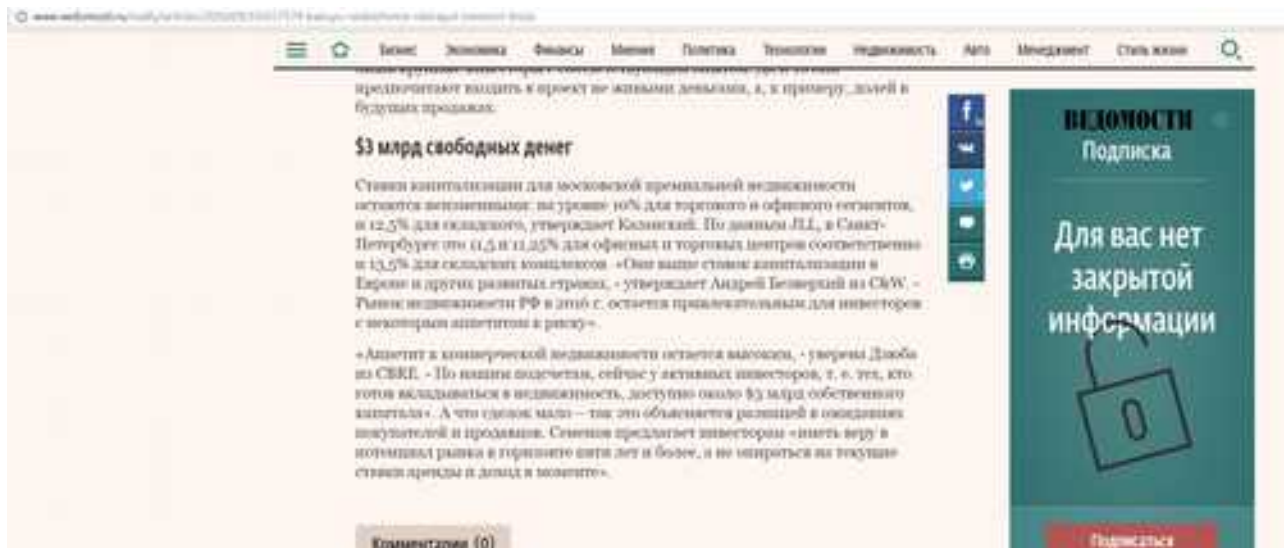 Бизнес Экономика Финансы Мнения Политика Технологии Недвижимость Авто Менеджмент Стиль жизни
предпочитают входить в проект не живыми деньгами, а, к примеру, долей в
будущих продажах.
$3 млрд свободных денег
Ставки капитализации для московской премиальной недвижимости
остаются неизменными: на уровне 10% для торгового и офисного сегментов,
и 12,5% для складского, утверждает Казанский. По данным JLL, в Санкт-
Петербурге это 11,5 и 11,25% для офисных и торговых центров соответственно
и 13,5% для складских комплексов. «Они выше ставок капитализации в
Европе и других развитых странах, - утверждает Андрей Безверхий из C&W. -
Рынок недвижимости РФ в 2016 г. остается привлекательным для инвесторов
с некоторым аппетитом к риску».
«Аппетит к коммерческой недвижимости остается высоким, - уверена Дзюба
из CBRE. - По нашим подсчетам, сейчас у активных инвесторов, т. е. тех, кто
готов вкладываться в недвижимость, доступно около $3 млрд собственного
капитала». А что сделок мало – так это объясняется разницей в ожиданиях
покупателей и продавцов. Семенов предлагает инвесторам «иметь веру в
потенциал рынка в горизонте пяти лет и более, а не опираться на текущие
ставки аренды и доход в моменте».
Комментарии (0)
ВЕДОМОСТИ
Подписка
Для вас нет
закрытой
информации
Подписаться